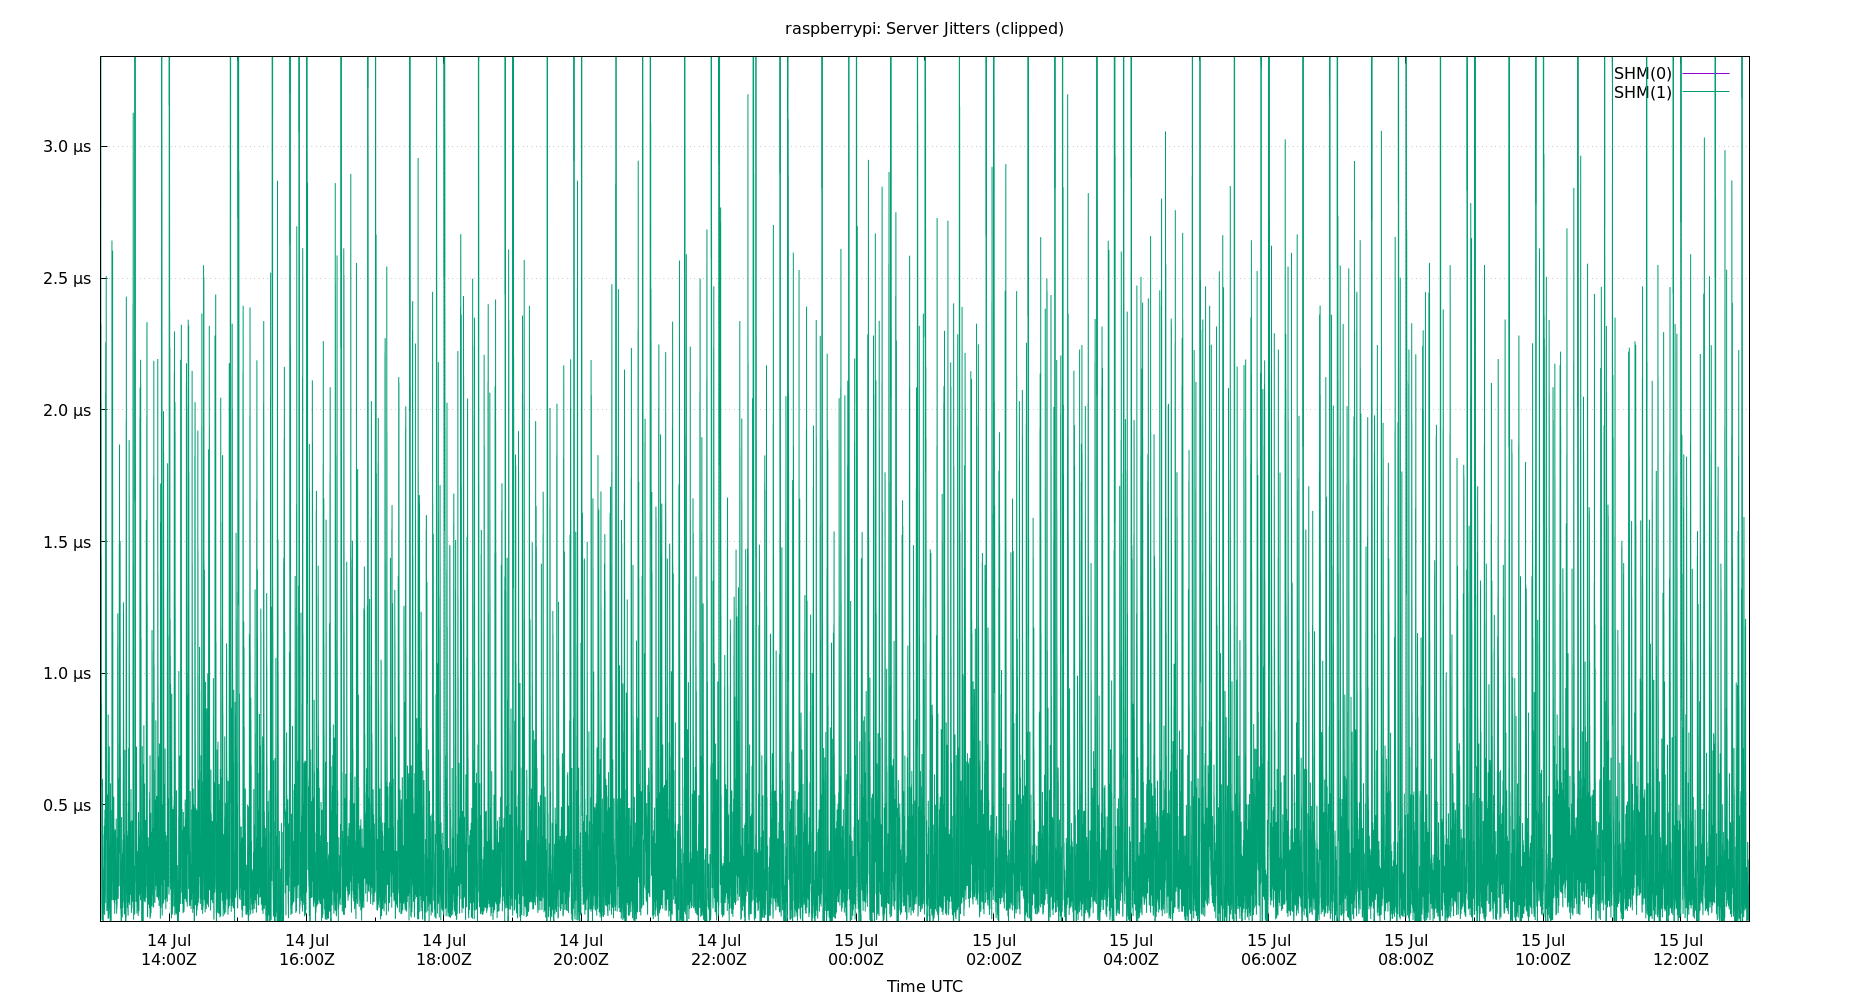 raspberrypi: Server Jitters (clipped)
SHM(0)
SHM(1)
3.0 µs
2.5 µs
2.0 µs
1.5 µs
1.0 µs
0.5 µs
14 Jul 14 Jul 14 Jul 14 Jul 14 Jul 15 Jul 15 Jul 15 Jul 15 Jul 15 Jul 15 Jul 15 Jul
14:00Z 16:00Z 18:00Z 20:00Z 22:00Z 00:00Z 02:00Z 04:00Z 06:00Z 08:00Z 10:00Z 12:00Z
Time UTC